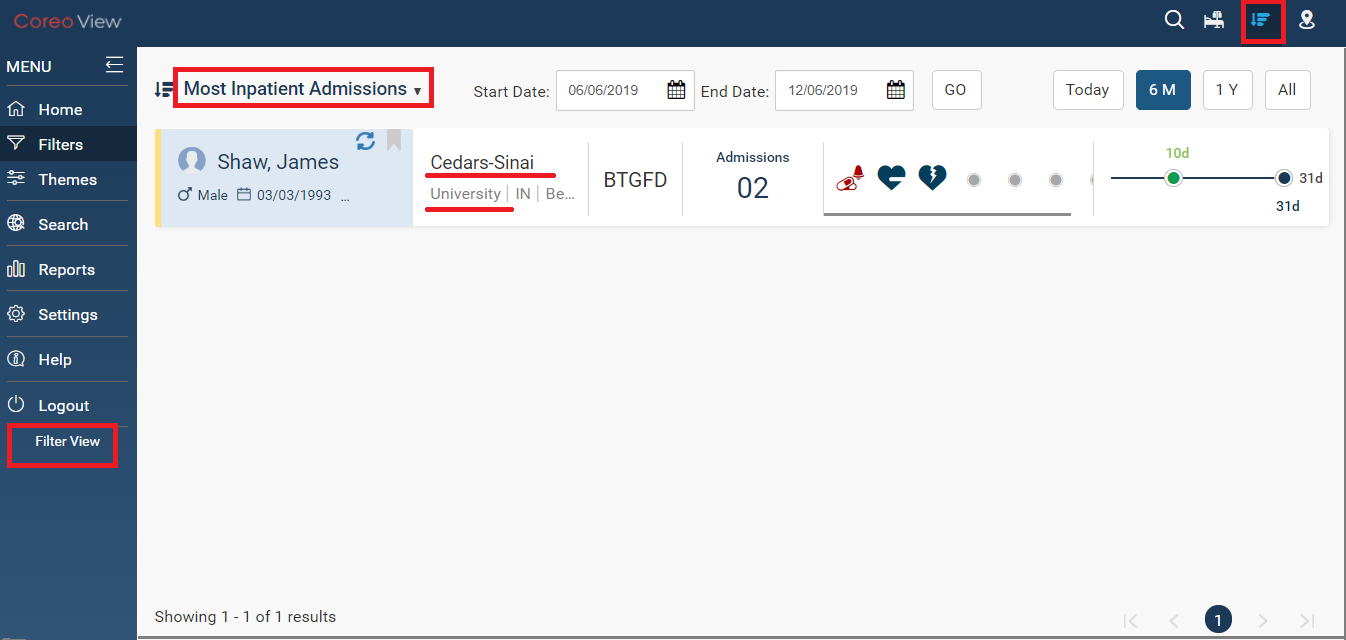 Coreo View
MENU
Home
Filters
Themes
Search
Reports
Settings
Help
Logout
Filter View
Most Inpatient Admissions
Start Date: 06/06/2019 End Date: 12/06/2019 GO Today 6 M 1 Y All
Shaw, James
Male 03/03/1993 ...
Cedars-Sinai
University | IN | Be...
BTGFD
Admissions
02
10d
31d
31d
Showing 1 - 1 of 1 results
1